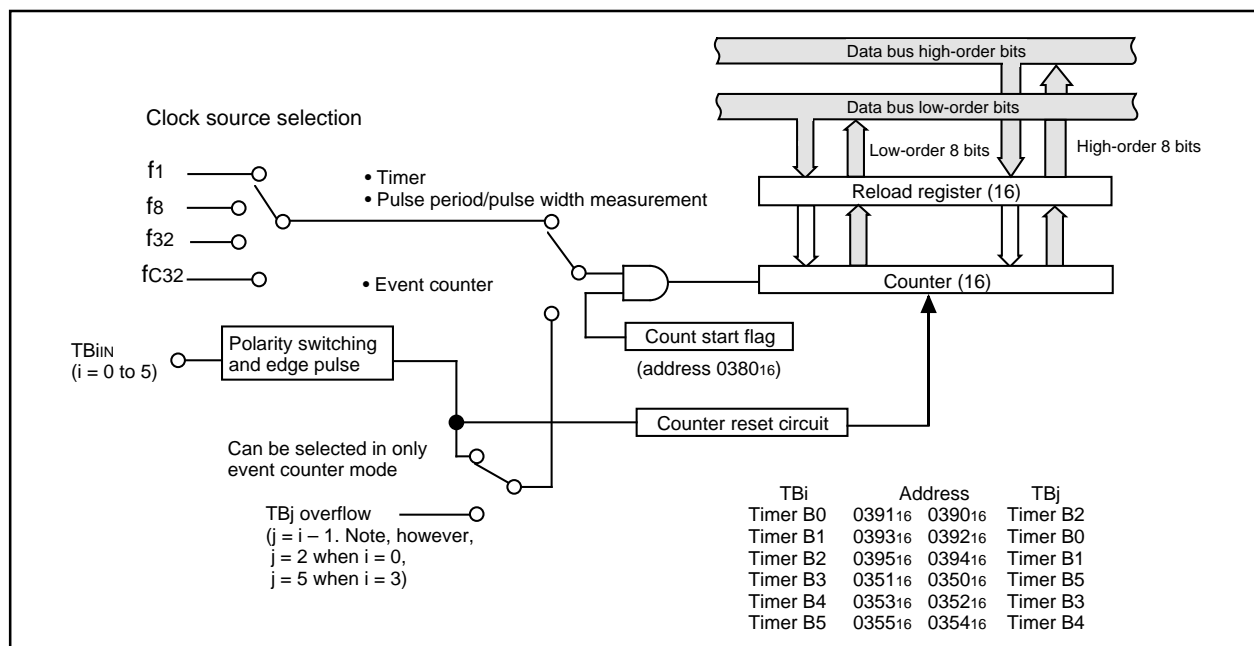 Data bus high-order bits
Data bus low-order bits
Clock source selection
Low-order 8 bits
High-order 8 bits
f1
• Timer
• Pulse period/pulse width measurement
Reload register (16)
f8
f32
fC32
• Event counter
Counter (16)
Count start flag
(address 038016)
TBiIN
(i = 0 to 5)
Polarity switching
and edge pulse
Counter reset circuit
Can be selected in only
event counter mode
TBj overflow
(j = i – 1. Note, however,
j = 2 when i = 0,
j = 5 when i = 3)
TBi Address TBj
Timer B0 039116 039016 Timer B2
Timer B1 039316 039216 Timer B0
Timer B2 039516 039416 Timer B1
Timer B3 035116 035016 Timer B5
Timer B4 035316 035216 Timer B3
Timer B5 035516 035416 Timer B4